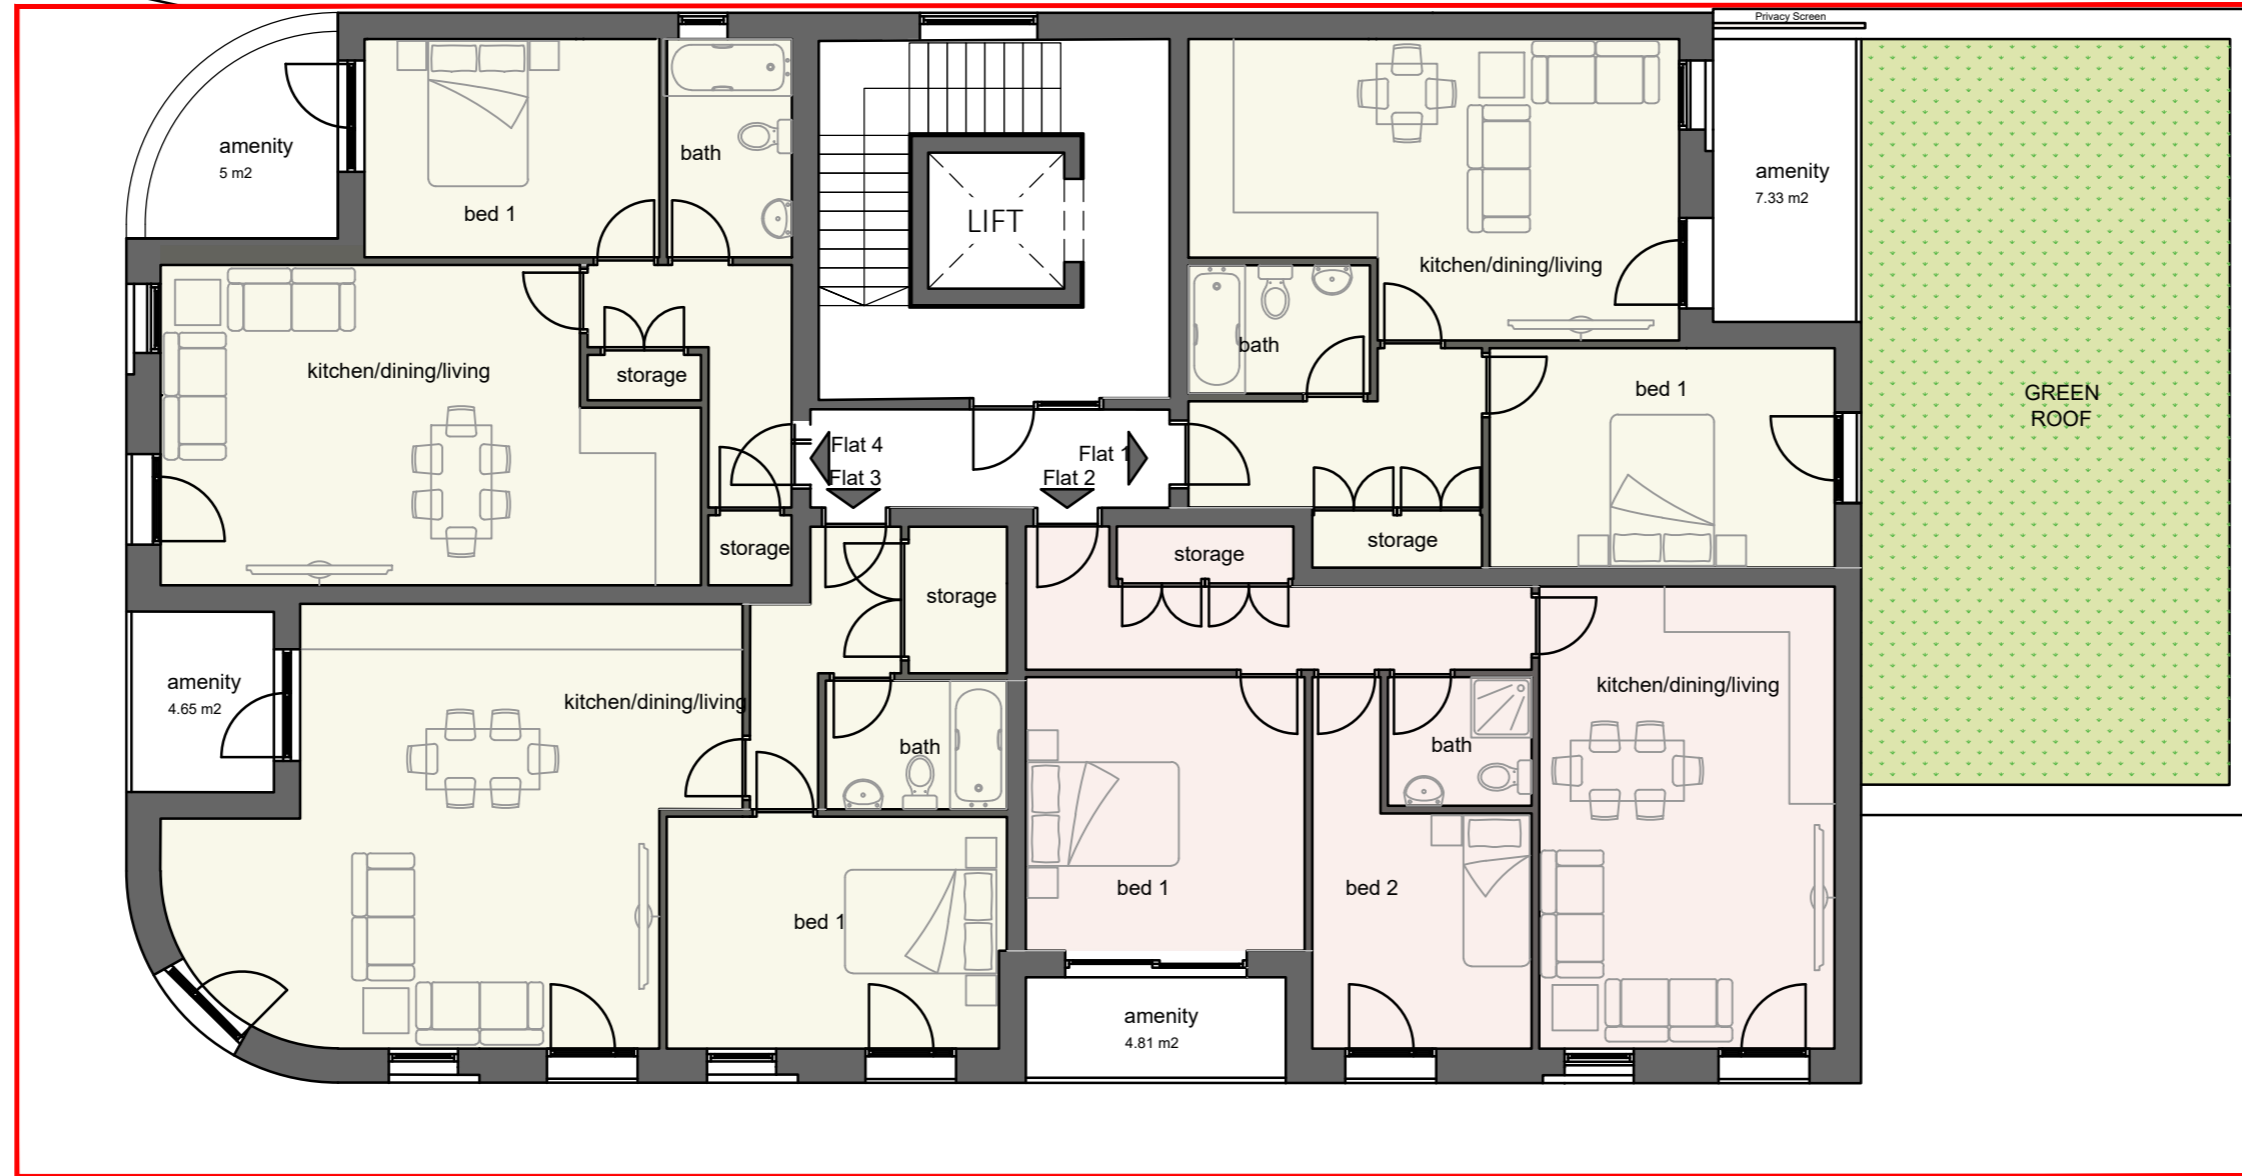 Privacy Screen
amenity
5 m2
bed 1
bath
LIFT
kitchen/dining/living
amenity
7.33 m2
kitchen/dining/living
storage
bath
bed 1
GREEN
ROOF
Flat 4
Flat 3
Flat 1
Flat 2
storage
storage
storage
storage
amenity
4.65 m2
kitchen/dining/living
bath
bath
kitchen/dining/living
bed 1
bed 1
bed 2
amenity
4.81 m2